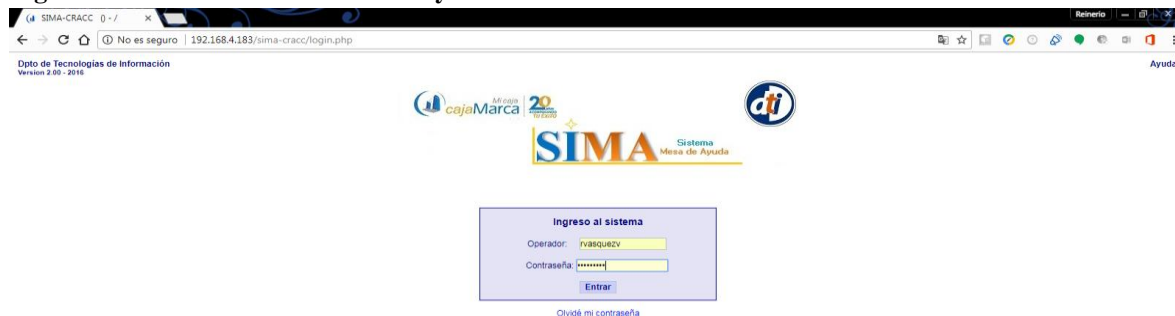 SIMA-CRACC () - /
Reinerio
No es seguro | 192.168.4.183/sima-cracc/login.php
Dpto de Tecnologías de Información
Version 2.00 - 2016
Ayuda
Mi caja
cajaMarca
20
ati
SIMA
Sistema
Mesa de Ayuda
Ingreso al sistema
Operador: rvasquezv
Contraseña: •••••••••
Entrar
Olvidé mi contraseña